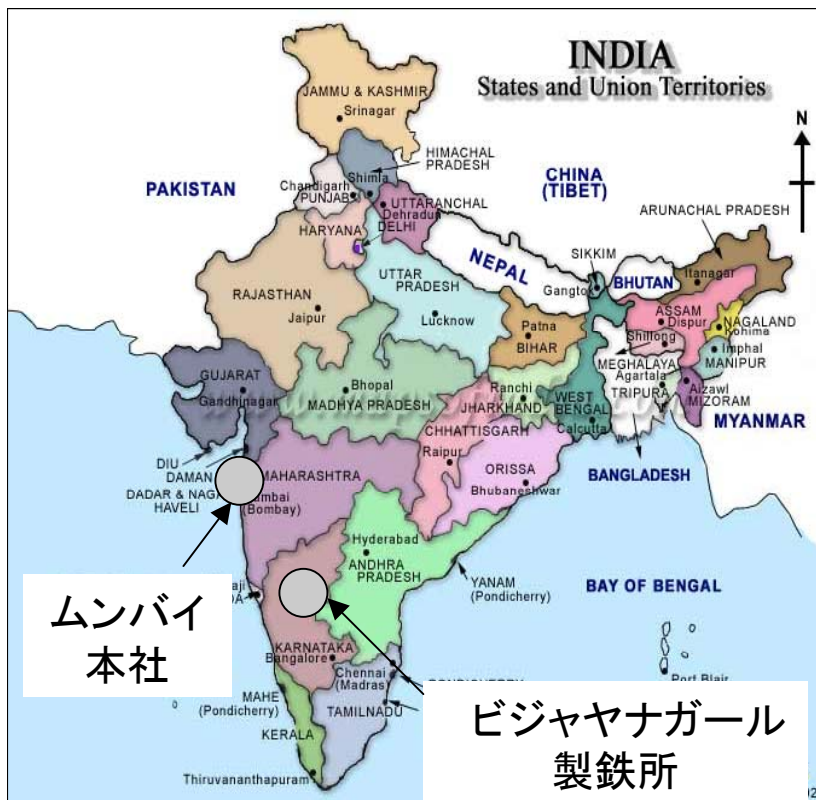 INDIA
States and Union Territories
N
JAMMU & KASHMIR
Srinagar
HIMACHAL
PRADESH
PAKISTAN
CHINA
(TIBET)
Shimla
Chandigarh
PUNJAB
UTTARANCHAL
Dehradun
DELHI
HARYANA
ARUNACHAL PRADESH
SIKKIM
NEPAL
BHUTAN
Itanagar
Gangtok
RAJASTHAN
Jaipur
UTTAR
PRADESH
Lucknow
ASSAM
Dispur
NAGALAND
Kohima
Patna
BIHAR
Shillong
MEGHALAYA
Imphal
MANIPUR
Agartala
TRIPURA
Aizawl
MIZORAM
GUJARAT
Gandhinagar
Bhopal
MADHYA PRADESH
Ranchi
JHARKHAND
WEST
BENGAL
Calcutta
MYANMAR
CHHATTISGARH
Raipur
ORISSA
Bhubaneshwar
BANGLADESH
DIU
DAMAN
DADAR & NAGA
HAVELI
MAHARASHTRA
(Bombay)
Hyderabad
ANDHRA
PRADESH
YANAM
(Pondicherry)
BAY OF BENGAL
ムンバイ
本社
KARNATAKA
Bangalore
Chennai
(Madras)
Port Blair
MAHE
(Pondicherry)
TAMILNADU
KERALA
Thiruvananthapuram
ビジャヤナガール
製鉄所